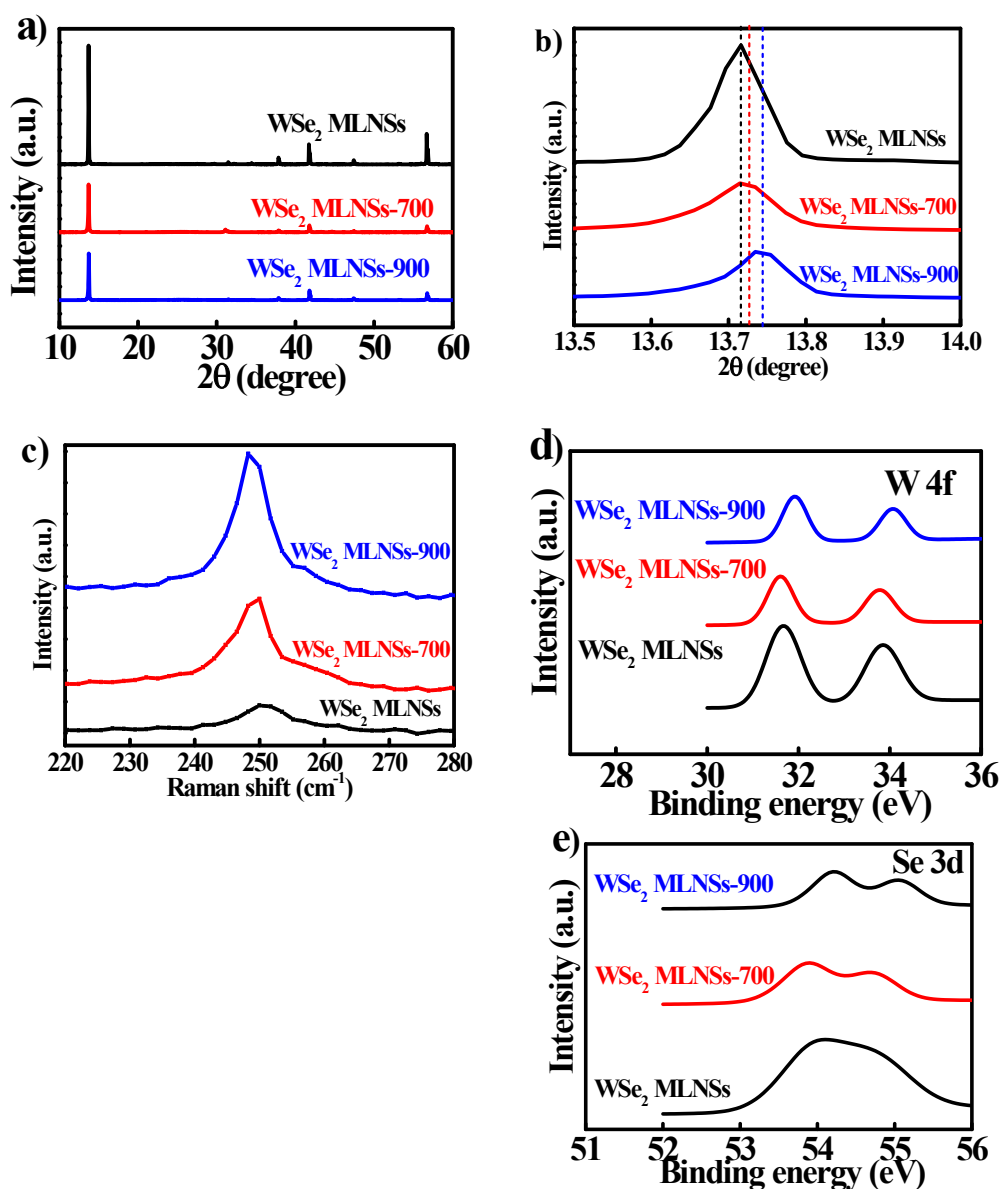 a)
Intensity (a.u.)
WSe₂ MLNSs
WSe₂ MLNSs-700
WSe₂ MLNSs-900
10 20 30 40 50 60
2θ (degree)
b)
Intensity (a.u.)
WSe₂ MLNSs
WSe₂ MLNSs-700
WSe₂ MLNSs-900
13.5 13.6 13.7 13.8 13.9 14.0
2θ (degree)
c)
Intensity (a.u.)
WSe₂ MLNSs-900
WSe₂ MLNSs-700
WSe₂ MLNSs
220 230 240 250 260 270 280
Raman shift (cm⁻¹)
d)
W 4f
Intensity (a.u.)
WSe₂ MLNSs-900
WSe₂ MLNSs-700
WSe₂ MLNSs
28 30 32 34 36
Binding energy (eV)
e)
Se 3d
Intensity (a.u.)
WSe₂ MLNSs-900
WSe₂ MLNSs-700
WSe₂ MLNSs
51 52 53 54 55 56
Binding energy (eV)